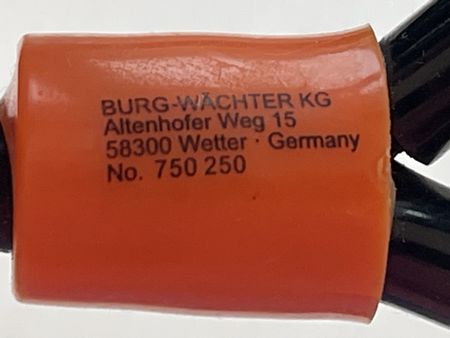 BURG-WÄCHTER KG
Altenhofer Weg 15
58300 Wetter · Germany
No. 750 250